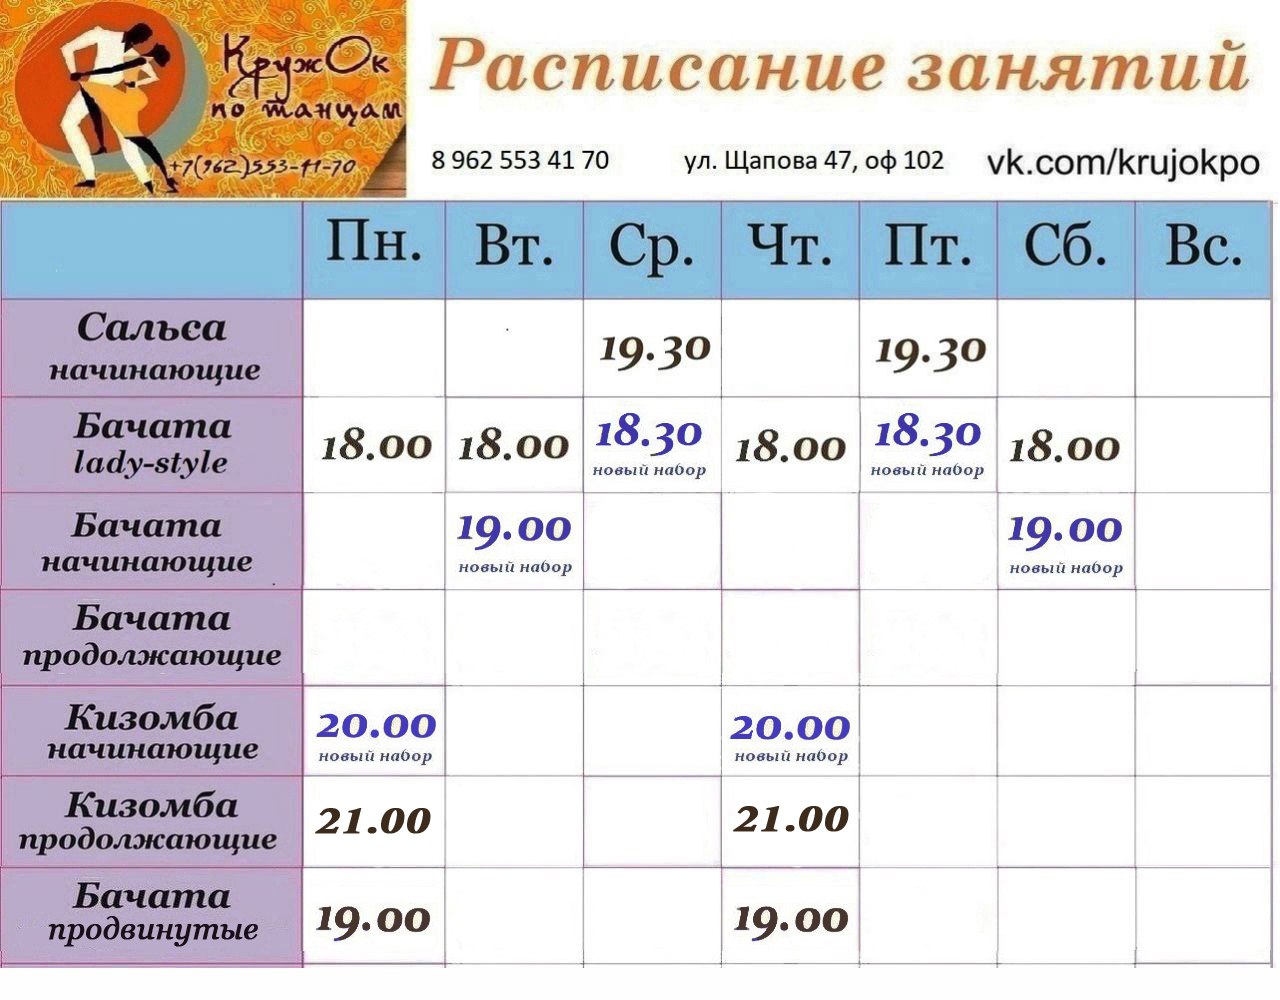 КружОк
по танцам
+7(962)553-41-70
Расписание занятий
8 962 553 41 70 ул. Щапова 47, оф 102 vk.com/krujokpo
Пн. Вт. Ср. Чт. Пт. Сб. Вс.
Сальса
начинающие
19.30 19.30
Бачата
lady-style
18.00 18.00 18.30 18.00 18.30 18.00
новый набор новый набор
Бачата
начинающие
19.00 19.00
новый набор новый набор
Бачата
продолжающие
Кизомба
начинающие
20.00 20.00
новый набор новый набор
Кизомба
продолжающие
21.00 21.00
Бачата
продвинутые
19.00 19.00